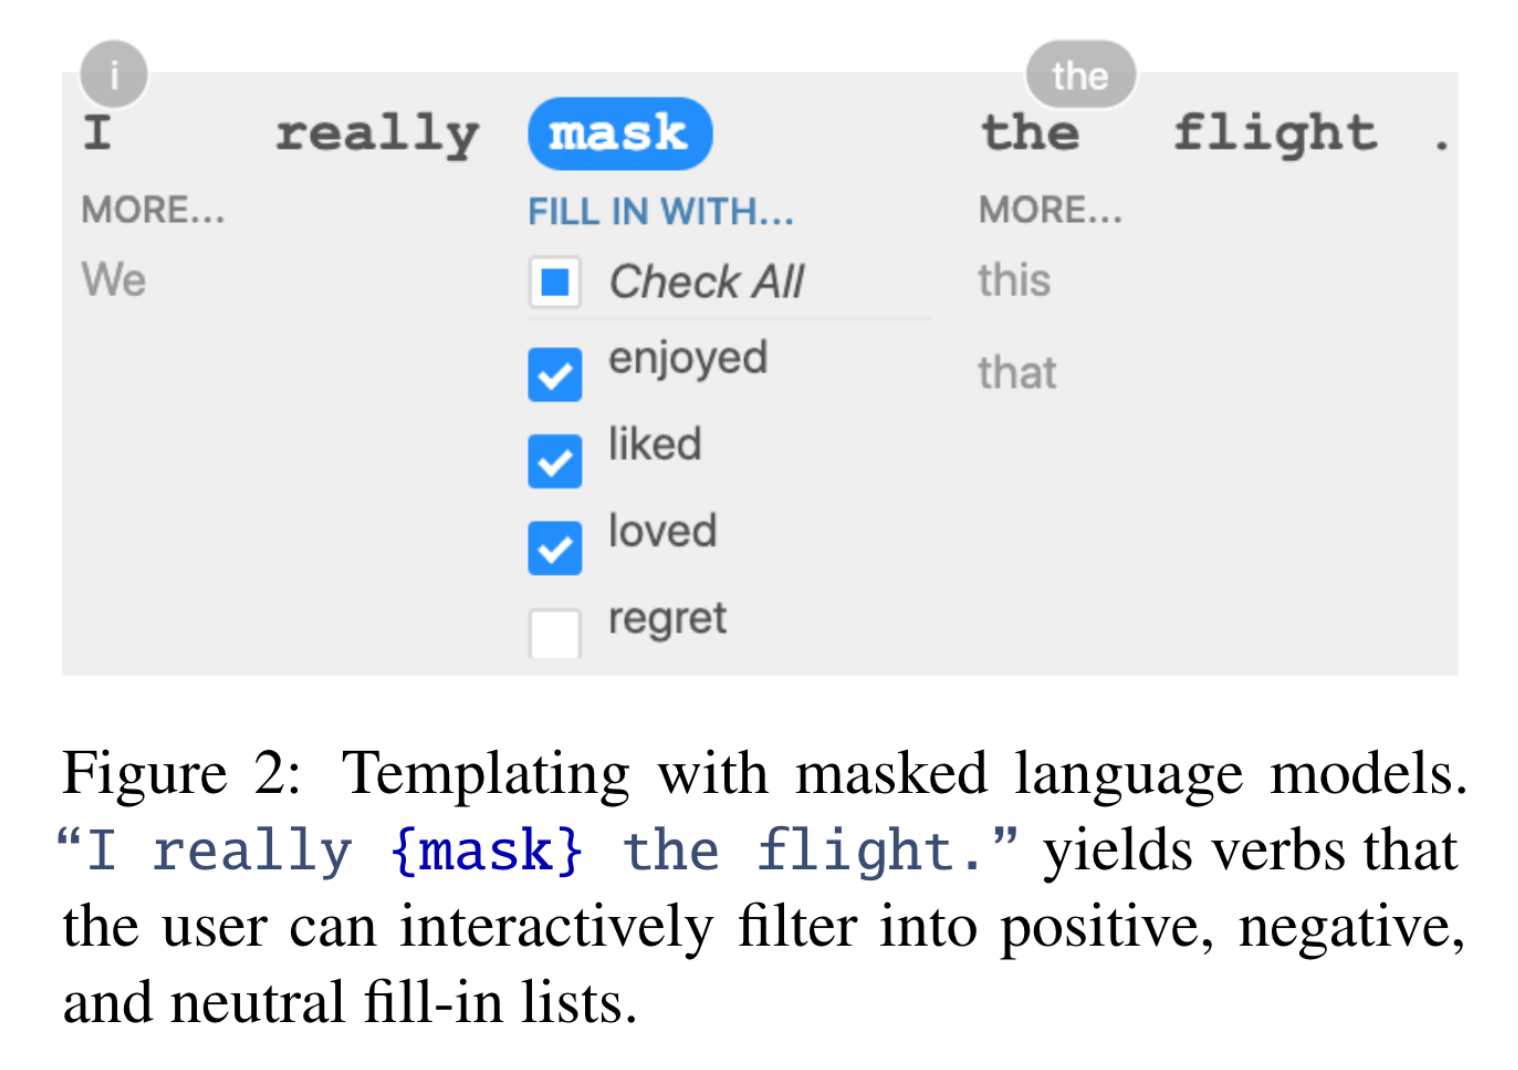 i the
I really mask the flight .
MORE... FILL IN WITH... MORE...
We Check All this
enjoyed
that
liked
loved
regret
Figure 2: Templating with masked language models.
“I really {mask} the flight.” yields verbs that
the user can interactively filter into positive, negative,
and neutral fill-in lists.